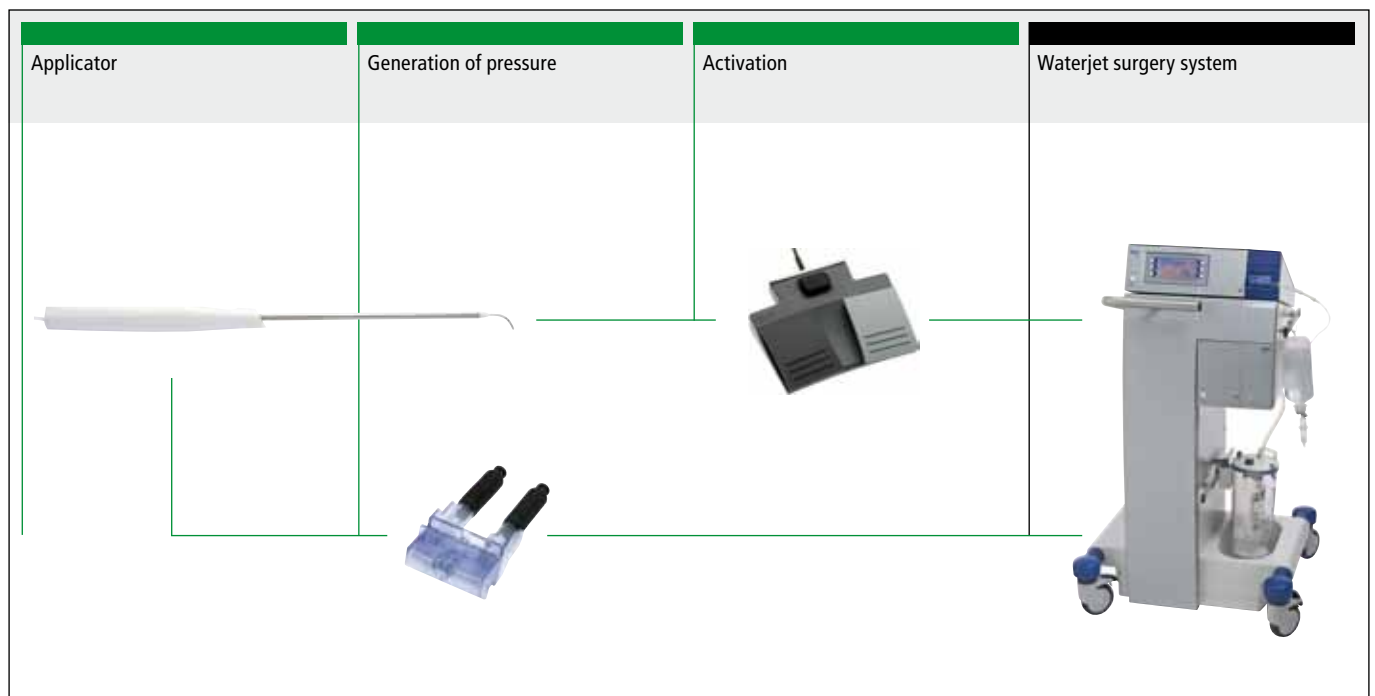 Applicator
Generation of pressure
Activation
Waterjet surgery system